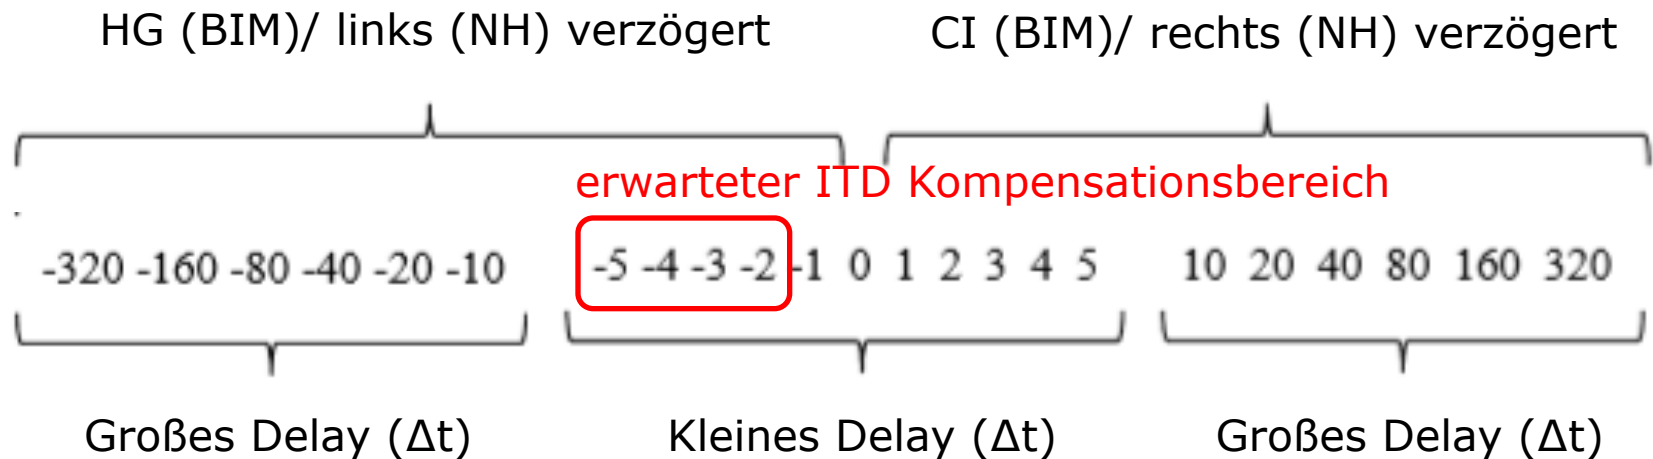 HG (BIM)/ links (NH) verzögert CI (BIM)/ rechts (NH) verzögert
erwarteter ITD Kompensationsbereich
-320 -160 -80 -40 -20 -10 -5 -4 -3 -2 -1 0 1 2 3 4 5 10 20 40 80 160 320
Großes Delay (Δt) Kleines Delay (Δt) Großes Delay (Δt)